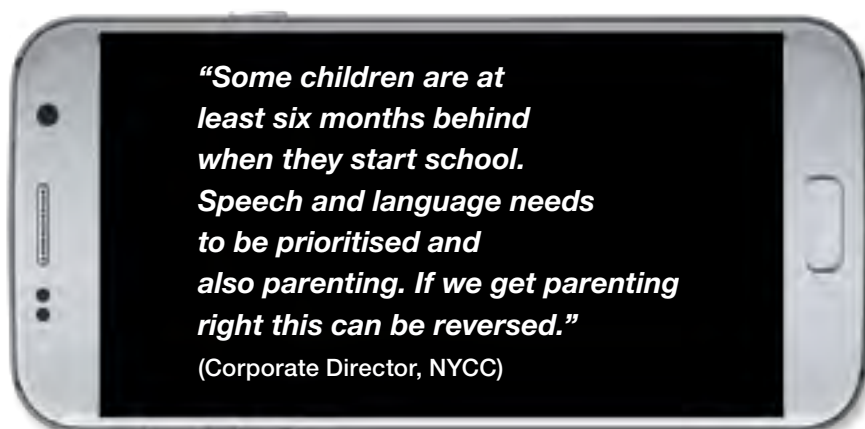 “Some children are at
least six months behind
when they start school.
Speech and language needs
to be prioritised and
also parenting. If we get parenting
right this can be reversed.”
(Corporate Director, NYCC)